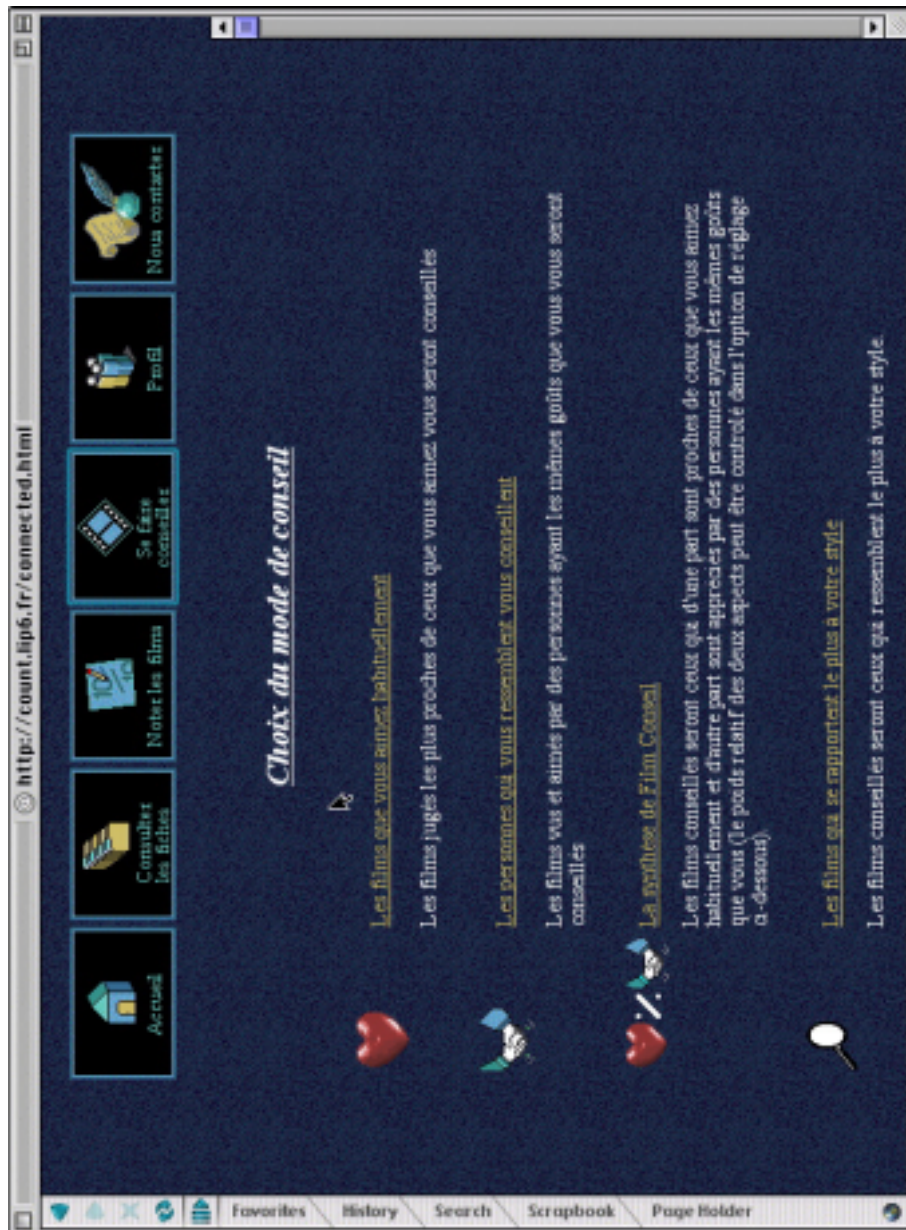 http://count.lip6.fr/connected.html
Accueil
Consulter
les fiches
Noter les films
Se faire
conseiller
Profil
Nous contacter
Choix du mode de conseil
Les films que vous aimez habituellement
Les films jugés les plus proches de ceux que vous aimez vous seront conseillés
Les personnes qui vous ressemblent vous conseillent
Les films vus et aimés par des personnes ayant les mêmes goûts que vous vous seront
conseillés
%
La synthèse de Film Conseil
Les films conseillés seront ceux qui d'une part sont proches de ceux que vous aimez
habituellement et d'autre part sont appreciés par des personnes ayant les mêmes goûts
que vous (le poids relatif des deux aspects peut être controlé dans l'option de réglage
ci-dessous).
Les films qui se rapportent le plus à votre style
Les films conseillés seront ceux qui ressemblent le plus à votre style.
Favorites
History
Search
Scrapbook
Page Holder